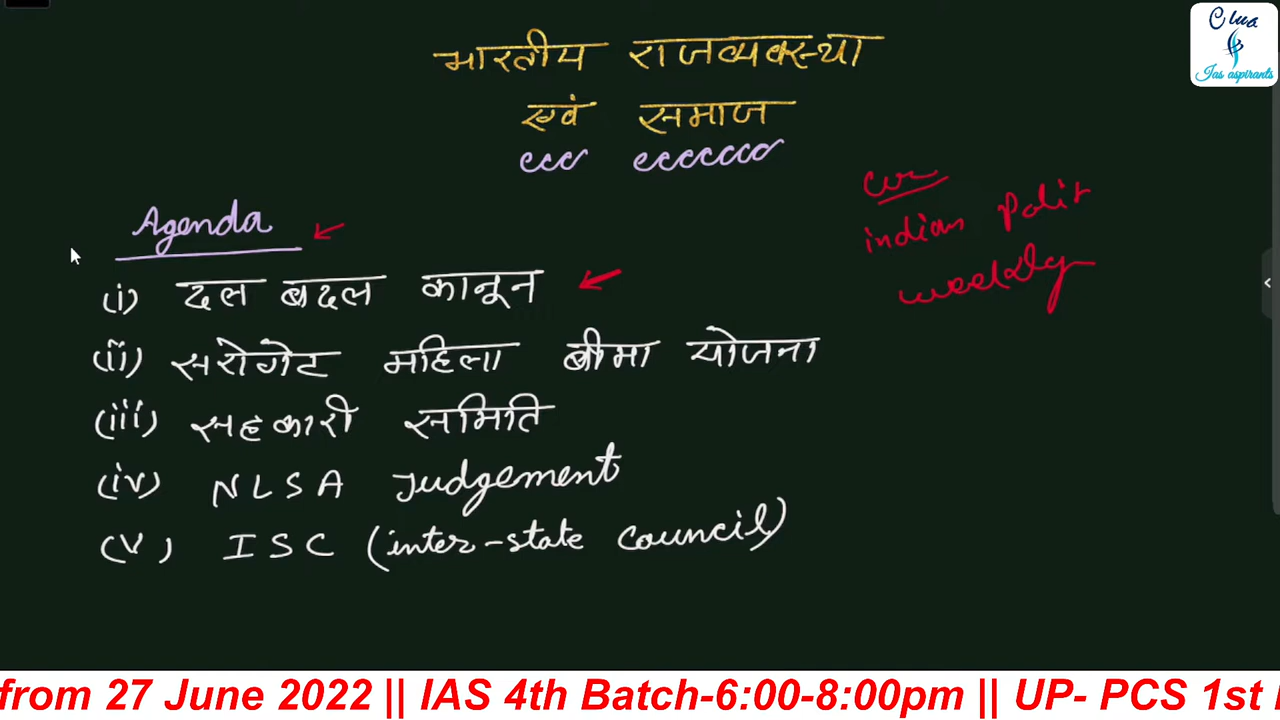 भारतीय राजव्यवस्था
एवं समाज
Clue
Ias aspirants
Agenda
indian
weekly
(i) दल बदल कानून
(ii) सरोगेट महिला बीमा योजना
(iii) सहकारी समिति
(iv) NLSA Judgement
(v) ISC (inter-state council)
from 27 June 2022 || IAS 4th Batch-6:00-8:00pm || UP- PCS 1st